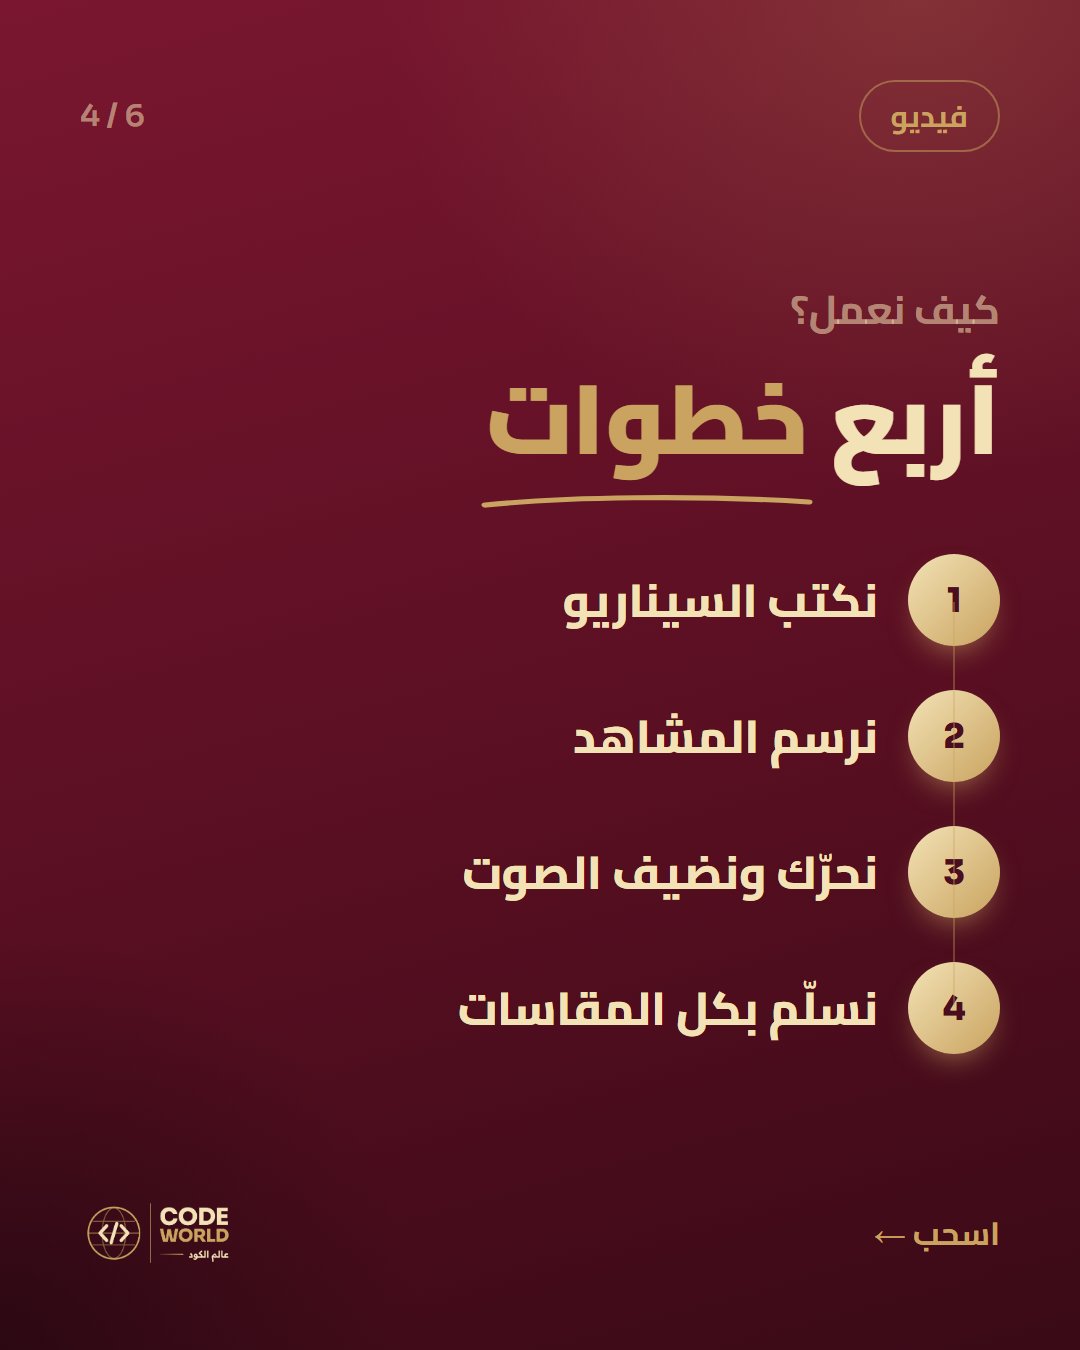 فيديو
4 / 6
كيف نعمل؟
أربع خطوات
1 نكتب السيناريو
2 نرسم المشاهد
3 نحرّك ونضيف الصوت
4 نسلّم بكل المقاسات
اسحب ←
</> CODE
WORLD
عالم الكود